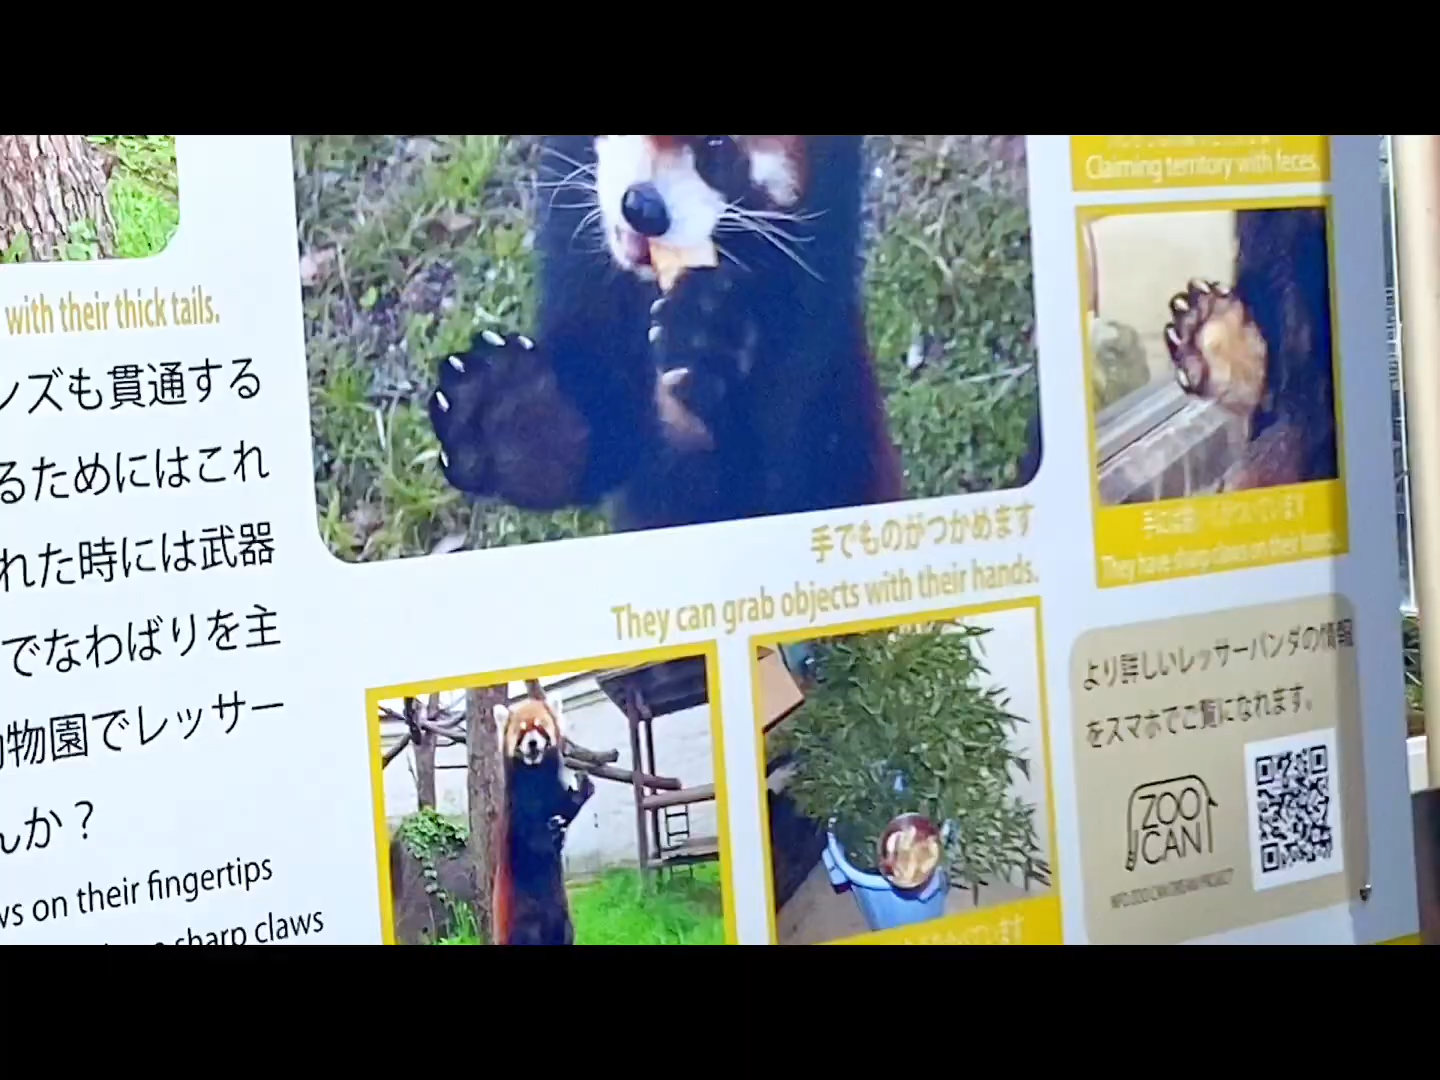 with their thick tails.
ンズも貫通する
るためにはこれ
れた時には武器
でなわばりを主
物園でレッサー
んか？
ws on their fingertips
sharp claws
手でものがつかめます
They can grab objects with their hands.
Claiming territory with feces.
They have sharp claws on their hands.
より詳しいレッサーパンダの情報
をスマホでご覧になれます。
ZOO
CAN